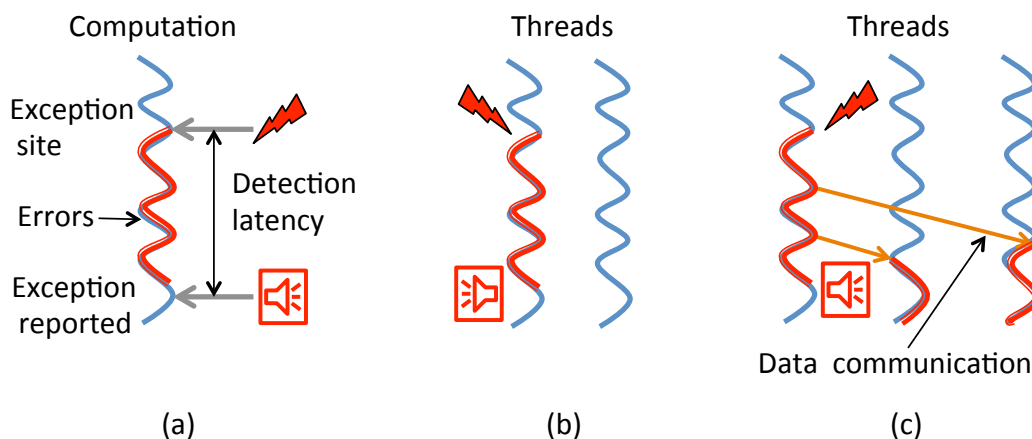 Computation
Threads
Threads
Exception
site
Detection
latency
Errors
Exception
reported
Data communication
(a)
(b)
(c)